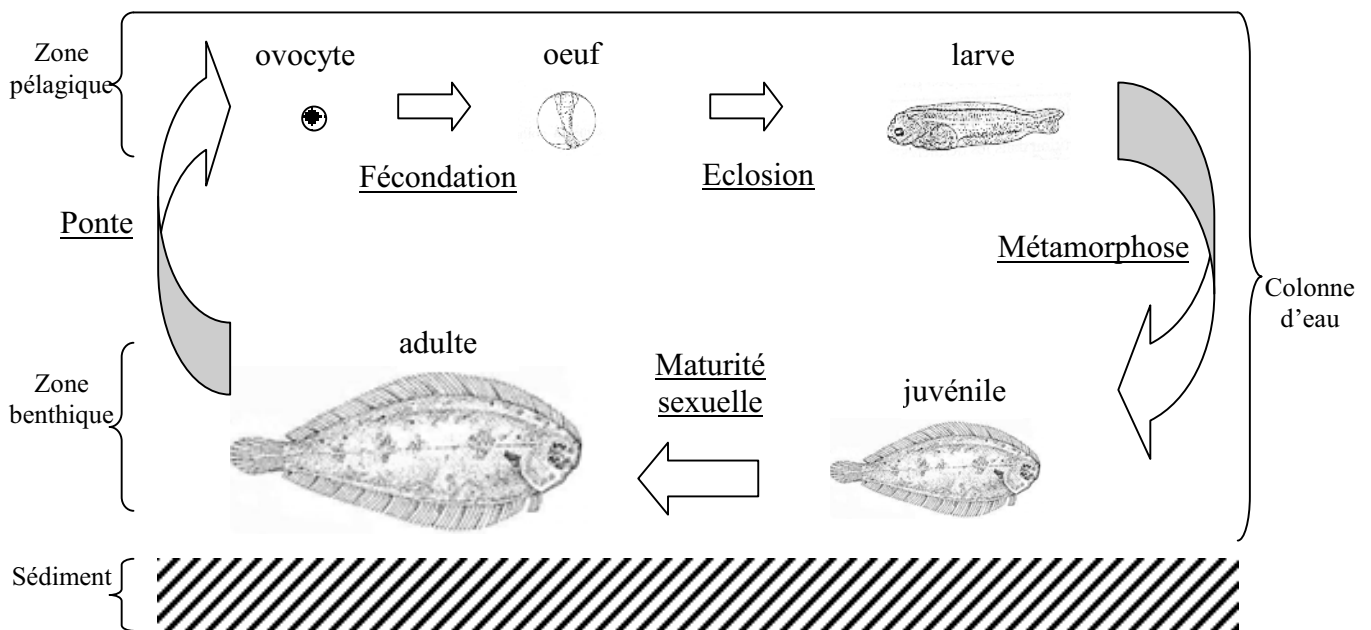 Zone
pélagique
ovocyte
oeuf
larve
Fécondation
Eclosion
Ponte
Métamorphose
Colonne
d'eau
Zone
benthique
adulte
Maturité
sexuelle
juvénile
Sédiment